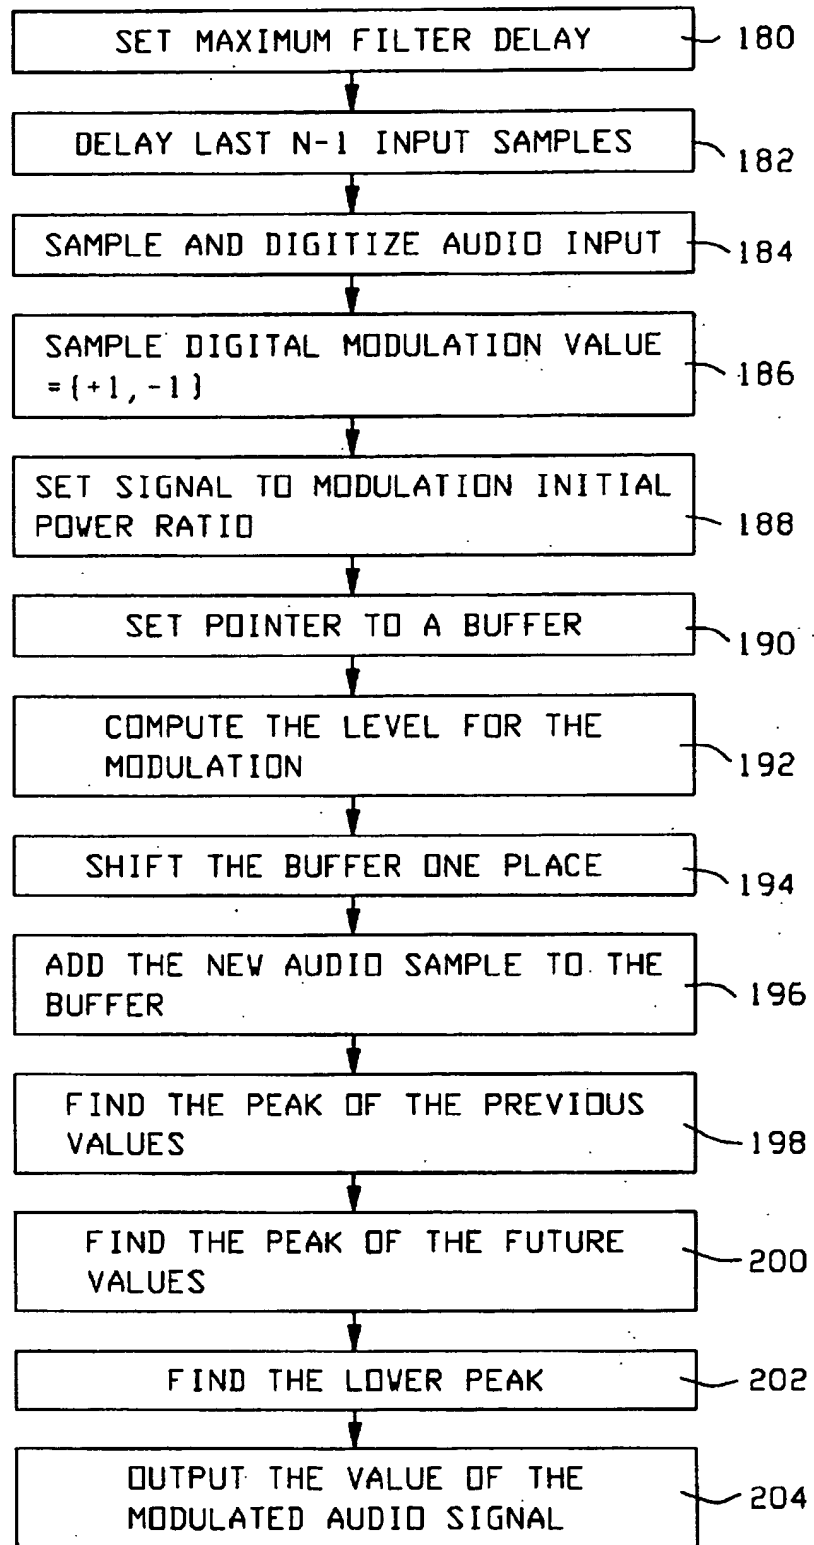 SET MAXIMUM FILTER DELAY
180
DELAY LAST N-1 INPUT SAMPLES
182
SAMPLE AND DIGITIZE AUDIO INPUT
184
SAMPLE DIGITAL MODULATION VALUE
=(+1,-1)
186
SET SIGNAL TO MODULATION INITIAL
POWER RATIO
188
SET POINTER TO A BUFFER
190
COMPUTE THE LEVEL FOR THE
MODULATION
192
SHIFT THE BUFFER ONE PLACE
194
ADD THE NEW AUDIO SAMPLE TO THE
BUFFER
196
FIND THE PEAK OF THE PREVIOUS
VALUES
198
FIND THE PEAK OF THE FUTURE
VALUES
200
FIND THE LOWER PEAK
202
OUTPUT THE VALUE OF THE
MODULATED AUDIO SIGNAL
204